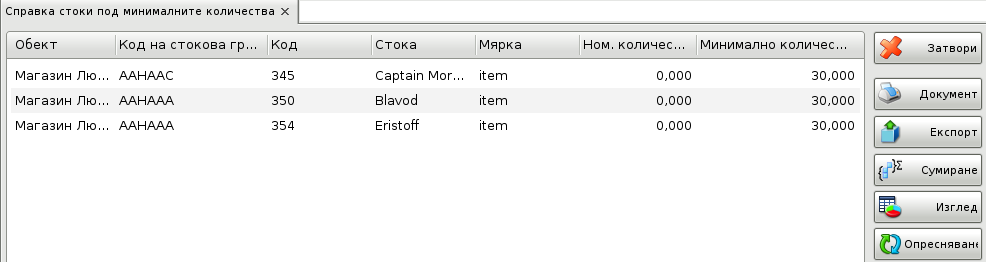 Справка стоки под минималните количества ×
Обект Код на стокова гр... Код Стока Мярка Ном. количес... Минимално количес...
Магазин Лю... AAHAAC 345 Captain Mor... item 0,000 30,000
Магазин Лю... AAHAAA 350 Blavod item 0,000 30,000
Магазин Лю... AAHAAA 354 Eristoff item 0,000 30,000
Затвори
Документ
Експорт
Сумиране
Изглед
Опресняване